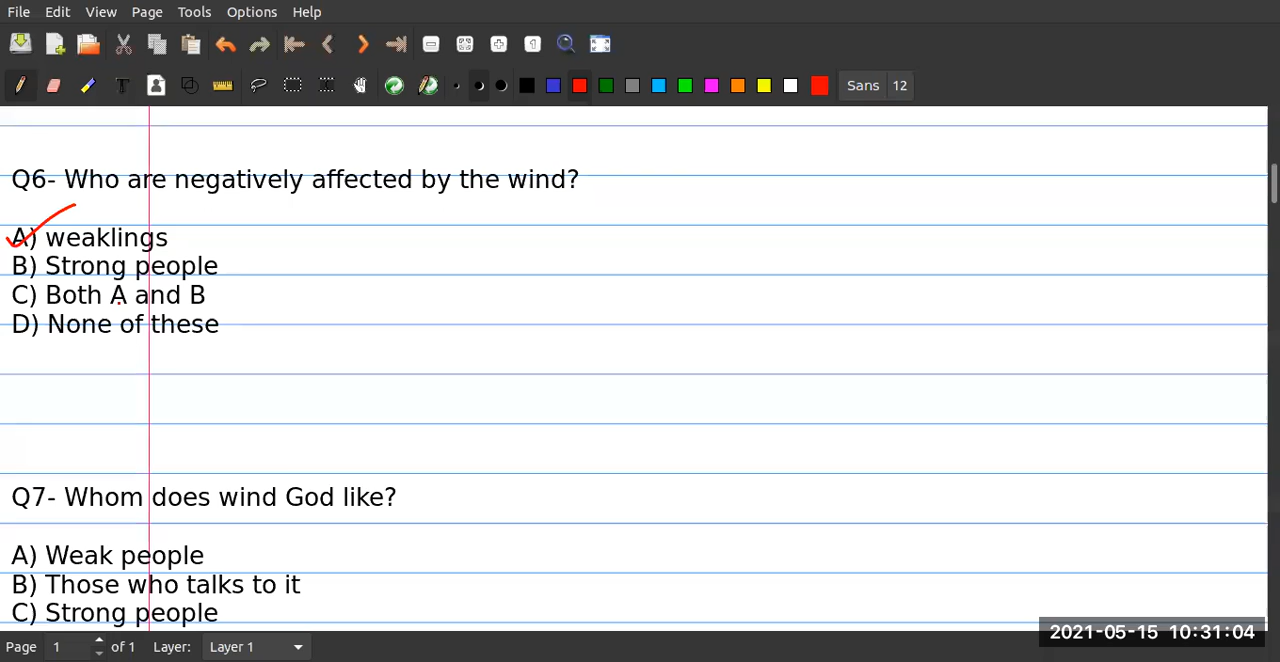 File Edit View Page Tools Options Help
Sans 12
Q6- Who are negatively affected by the wind?
A) weaklings
B) Strong people
C) Both A and B
D) None of these
Q7- Whom does wind God like?
A) Weak people
B) Those who talks to it
C) Strong people
2021-05-15 10:31:04
Page 1 of 1 Layer: Layer 1